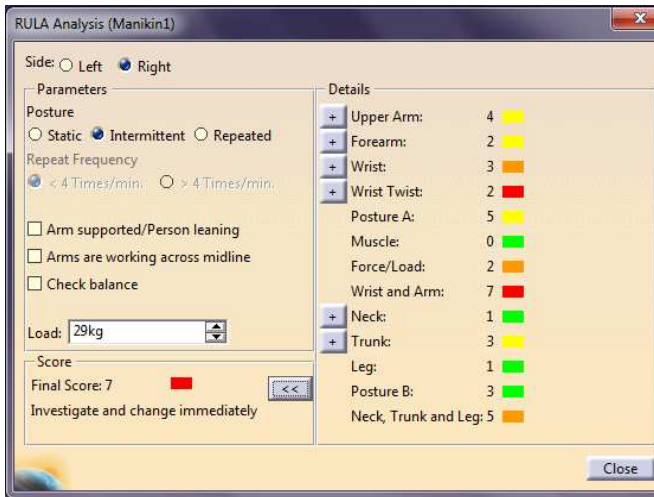 RULA Analysis (Manikin1)
Side: Left Right
Parameters
Posture
Static Intermittent Repeated
Repeat Frequency
< 4 Times/min. > 4 Times/min.
Arm supported/Person leaning
Arms are working across midline
Check balance
Load: 29kg
Score
Final Score: 7
<<
Investigate and change immediately
Details
+ Upper Arm: 4
+ Forearm: 2
+ Wrist: 3
+ Wrist Twist: 2
Posture A: 5
Muscle: 0
Force/Load: 2
Wrist and Arm: 7
+ Neck: 1
+ Trunk: 3
Leg: 1
Posture B: 3
Neck, Trunk and Leg: 5
Close